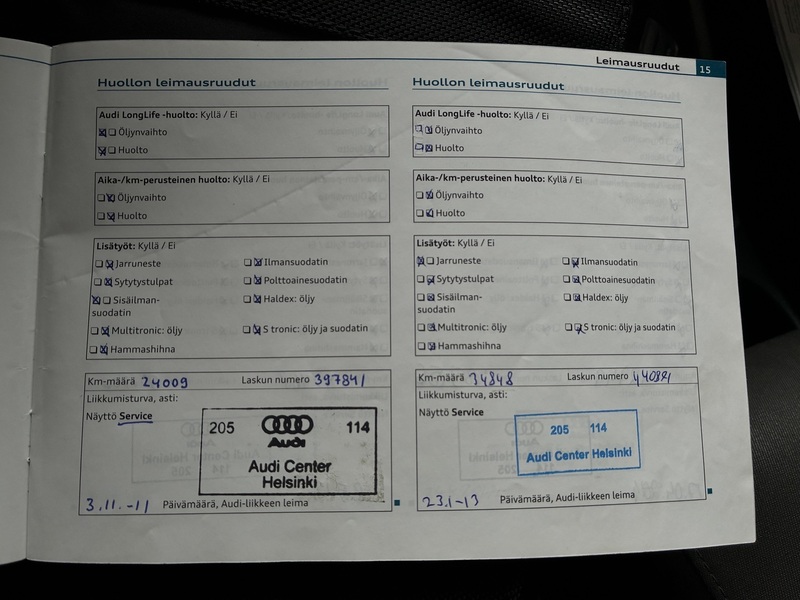 Leimausruudut 15
Huollon leimausruudut
Audi LongLife -huolto: Kyllä / Ei
Öljynvaihto
Huolto
Aika-/km-perusteinen huolto: Kyllä / Ei
Öljynvaihto
Huolto
Lisätyöt: Kyllä / Ei
Jarruneste
Ilmansuodatin
Sytytystulpat
Polttoainesuodatin
Sisäilman-
suodatin
Haldex: öljy
Multitronic: öljy
S tronic: öljy ja suodatin
Hammashihna
Km-määrä 24009 Laskun numero 397841
Liikkumisturva, asti:
Näyttö Service
205 Audi 114
Audi Center
Helsinki
3.11.-11 Päivämäärä, Audi-liikkeen leima
Huollon leimausruudut
Audi LongLife -huolto: Kyllä / Ei
Öljynvaihto
Huolto
Aika-/km-perusteinen huolto: Kyllä / Ei
Öljynvaihto
Huolto
Lisätyöt: Kyllä / Ei
Jarruneste
Ilmansuodatin
Sytytystulpat
Polttoainesuodatin
Sisäilman-
suodatin
Haldex: öljy
Multitronic: öljy
S tronic: öljy ja suodatin
Hammashihna
Km-määrä 34848 Laskun numero
Liikkumisturva, asti:
Näyttö Service
205 114
Audi Center Helsinki
23.1-13 Päivämäärä, Audi-liikkeen leima